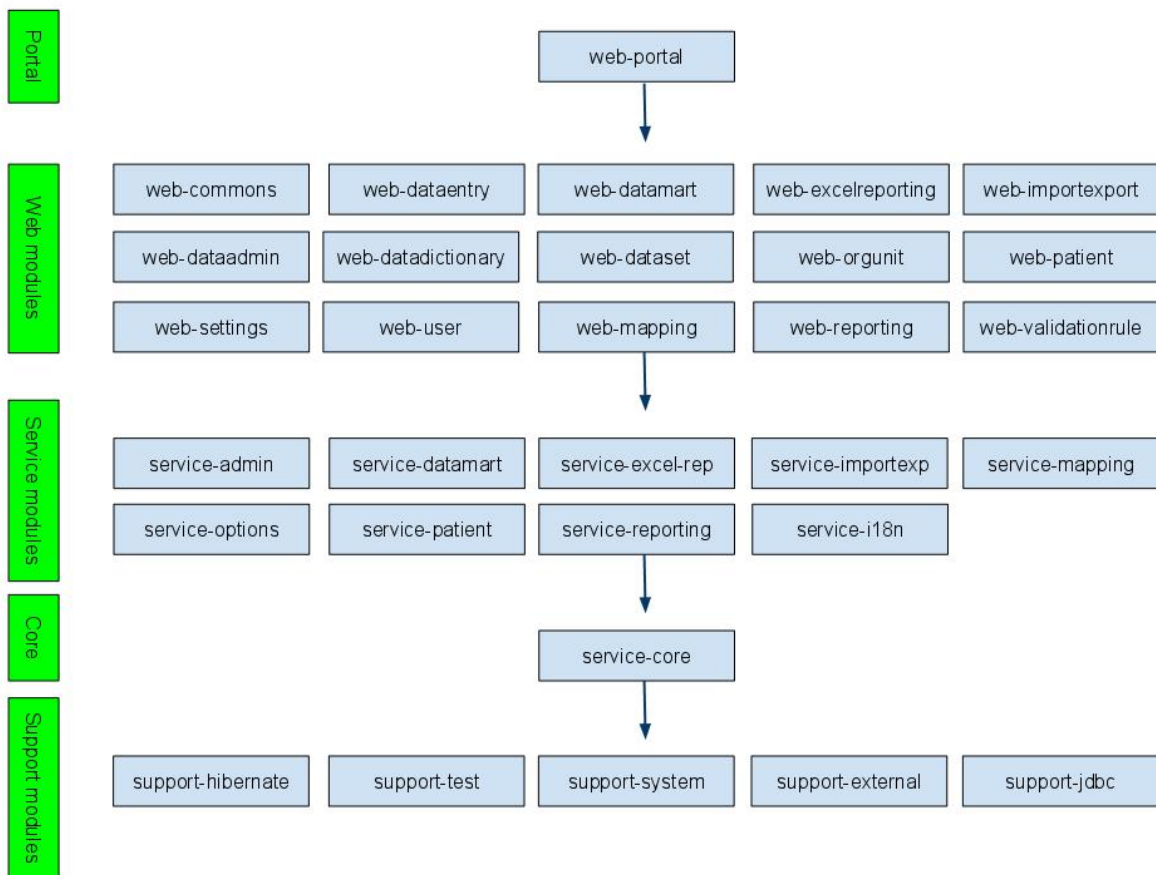 Portal
web-portal
Web modules
web-commons
web-dataentry
web-datamart
web-excelreporting
web-importexport
web-dataadmin
web-datadictionary
web-dataset
web-orgunit
web-patient
web-settings
web-user
web-mapping
web-reporting
web-validationrule
Service modules
service-admin
service-datamart
service-excel-rep
service-importexp
service-mapping
service-options
service-patient
service-reporting
service-i18n
Core
service-core
Support modules
support-hibernate
support-test
support-system
support-external
support-jdbc